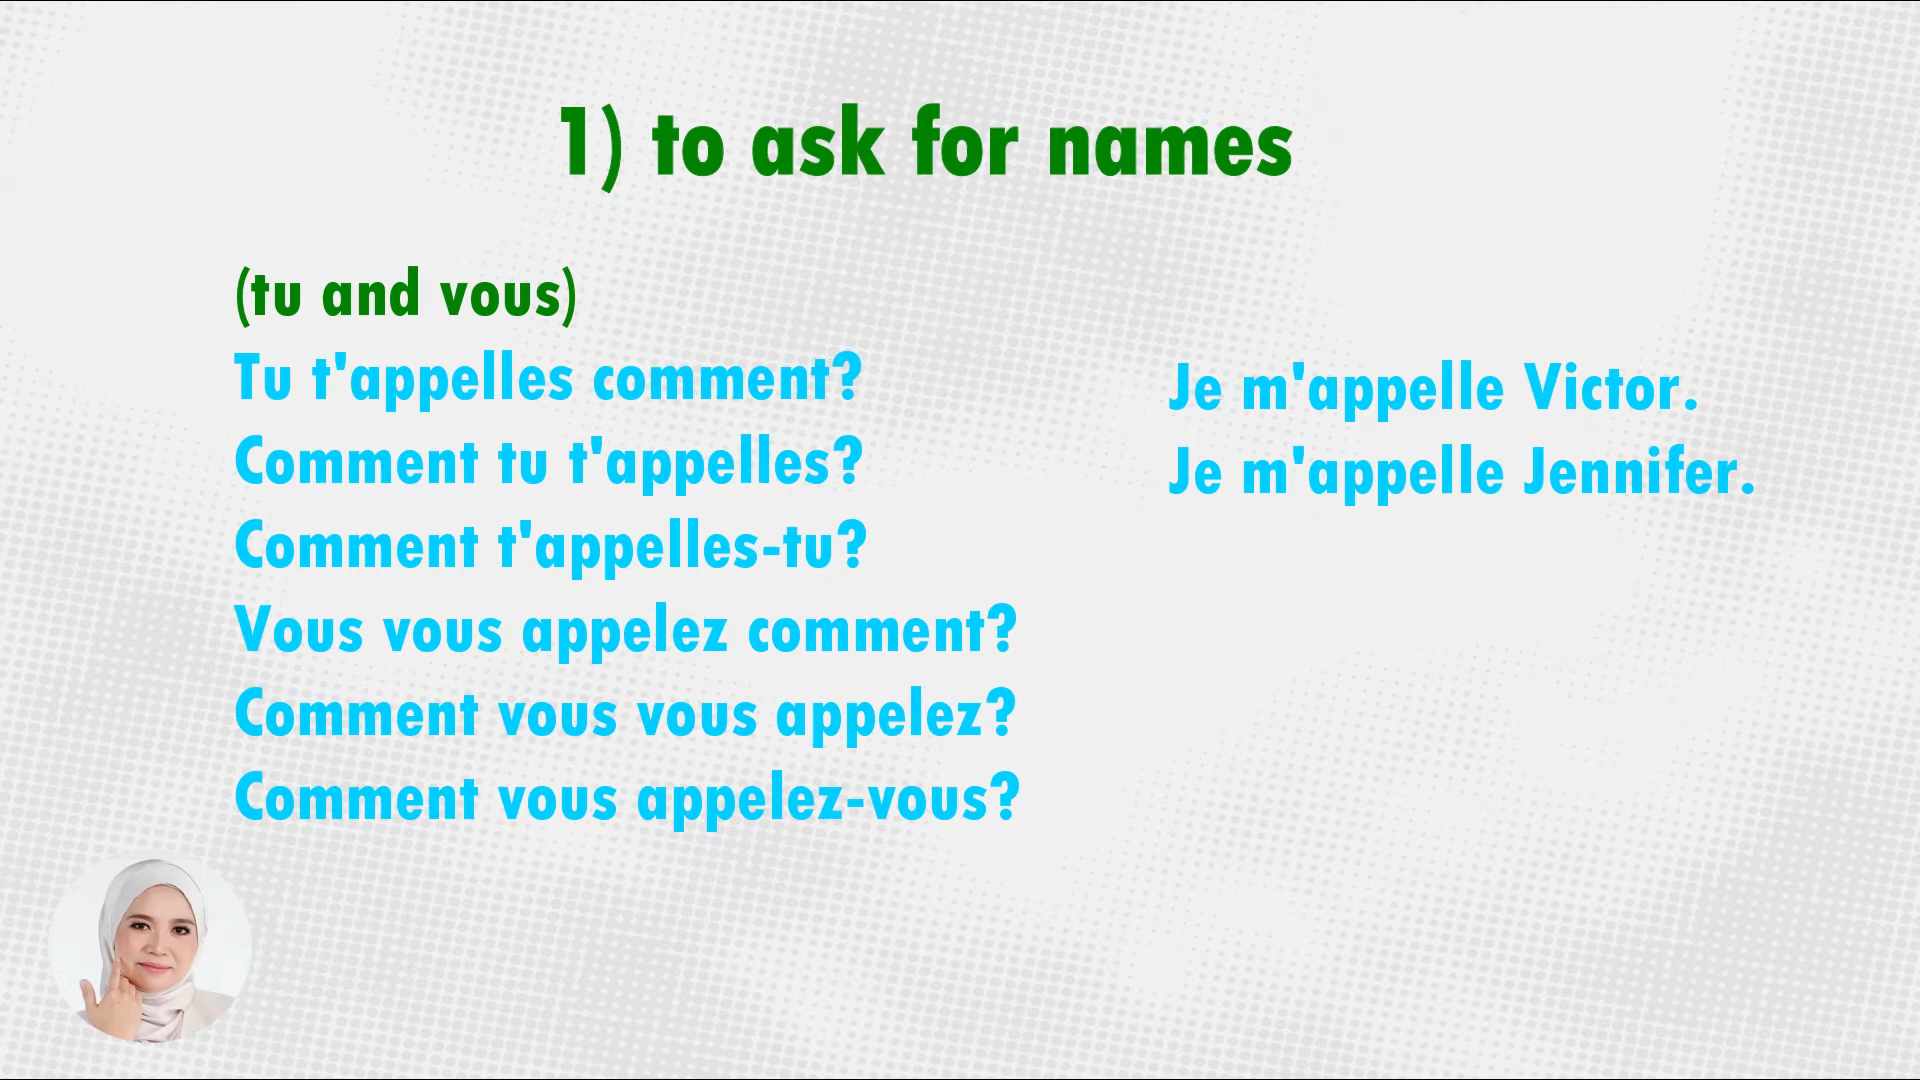 1) to ask for names
(tu and vous)
Tu t'appelles comment?
Comment tu t'appelles?
Comment t'appelles-tu?
Vous vous appelez comment?
Comment vous vous appelez?
Comment vous appelez-vous?
Je m'appelle Victor.
Je m'appelle Jennifer.